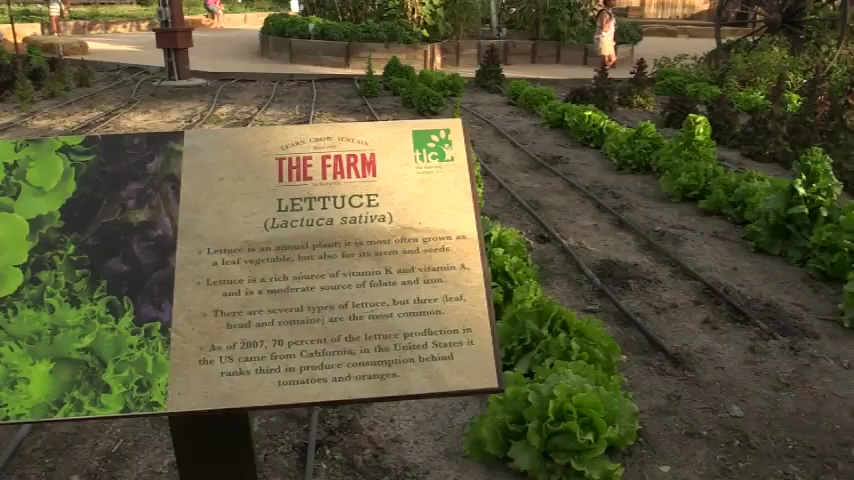 LEARN GROW SUSTAIN
THE FARM
LETTUCE
(Lactuca sativa)
• Lettuce is an annual plant; it is most often grown as
a leaf vegetable, but also for its stem and seeds.
• Lettuce is a rich source of vitamin K and vitamin A,
and is a moderate source of folate and iron.
• There are several types of lettuce, but three (leaf,
head and romaine) are the most common.
• As of 2007, 70 percent of the lettuce production in
the US came from California; in the United States it
ranks third in produce consumption behind
tomatoes and oranges.
tlc